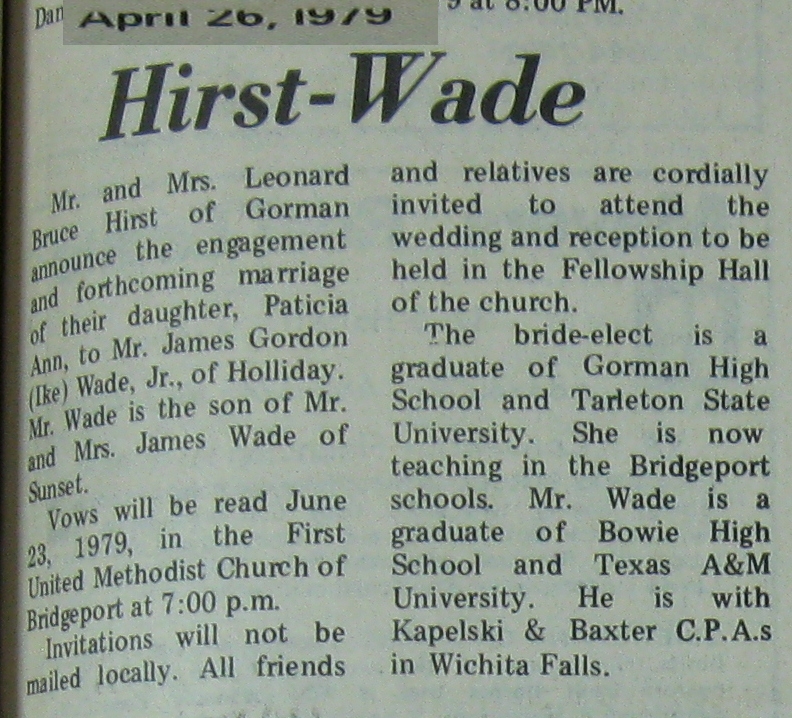 Dan
9 at 8:00 PM.
April 26, 1979
Hirst-Wade
Mr. and Mrs. Leonard
Bruce Hirst of Gorman
announce the engagement
and forthcoming marriage
of their daughter, Paticia
Ann, to Mr. James Gordon
(Ike) Wade, Jr., of Holliday.
Mr. Wade is the son of Mr.
and Mrs. James Wade of
Sunset.
Vows will be read June
23, 1979, in the First
United Methodist Church of
Bridgeport at 7:00 p.m.
Invitations will not be
mailed locally. All friends
and relatives are cordially
invited to attend the
wedding and reception to be
held in the Fellowship Hall
of the church.
The bride-elect is a
graduate of Gorman High
School and Tarleton State
University. She is now
teaching in the Bridgeport
schools. Mr. Wade is a
graduate of Bowie High
School and Texas A&M
University. He is with
Kapelski & Baxter C.P.A.s
in Wichita Falls.